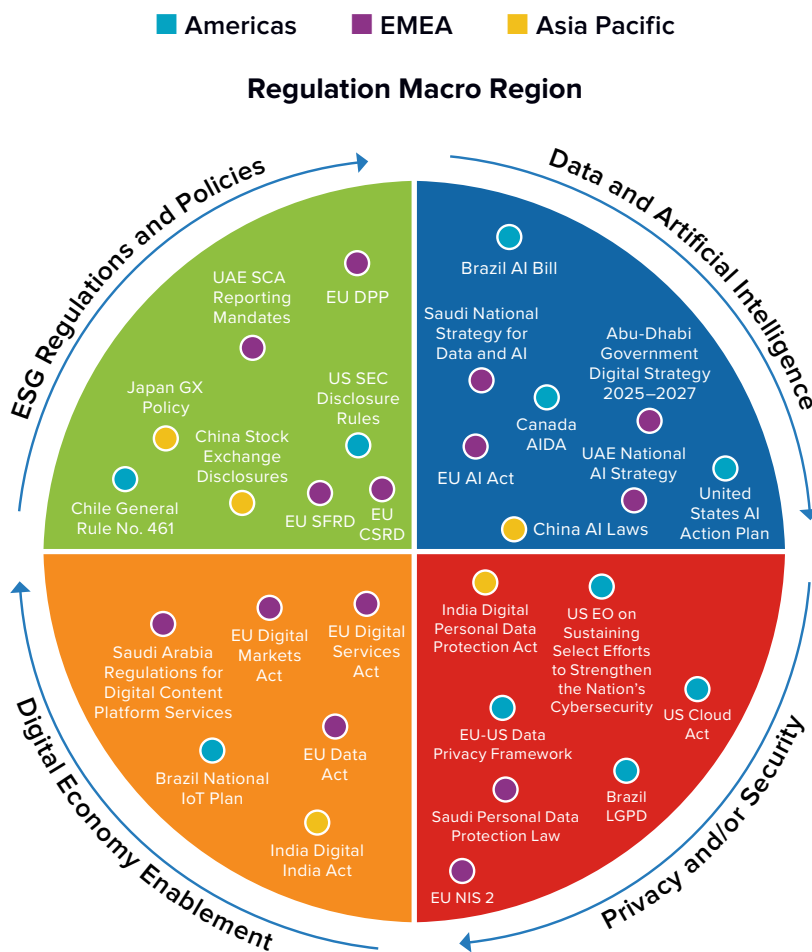 Americas
EMEA
Asia Pacific
Regulation Macro Region
ESG Regulations and Policies
Data and Artificial Intelligence
UAE SCA
Reporting
Mandates
EU DPP
Japan GX
Policy
US SEC
Disclosure
Rules
China Stock
Exchange
Disclosures
Chile General
Rule No. 461
EU SFRD
EU
CSRD
Brazil AI Bill
Saudi National
Strategy for
Data and AI
Abu-Dhabi
Government
Digital Strategy
2025–2027
Canada
AIDA
EU AI Act
UAE National
AI Strategy
United
States AI
Action Plan
China AI Laws
Saudi Arabia
Regulations for
Digital Content
Platform Services
EU Digital
Markets
Act
EU Digital
Services
Act
EU Data
Act
Brazil National
IoT Plan
India Digital
India Act
India Digital
Personal Data
Protection Act
US EO on
Sustaining
Select Efforts
to Strengthen
the Nation's
Cybersecurity
US Cloud
Act
EU-US Data
Privacy Framework
Brazil
LGPD
Saudi Personal Data
Protection Law
EU NIS 2
Digital Economy Enablement
Privacy and/or Security